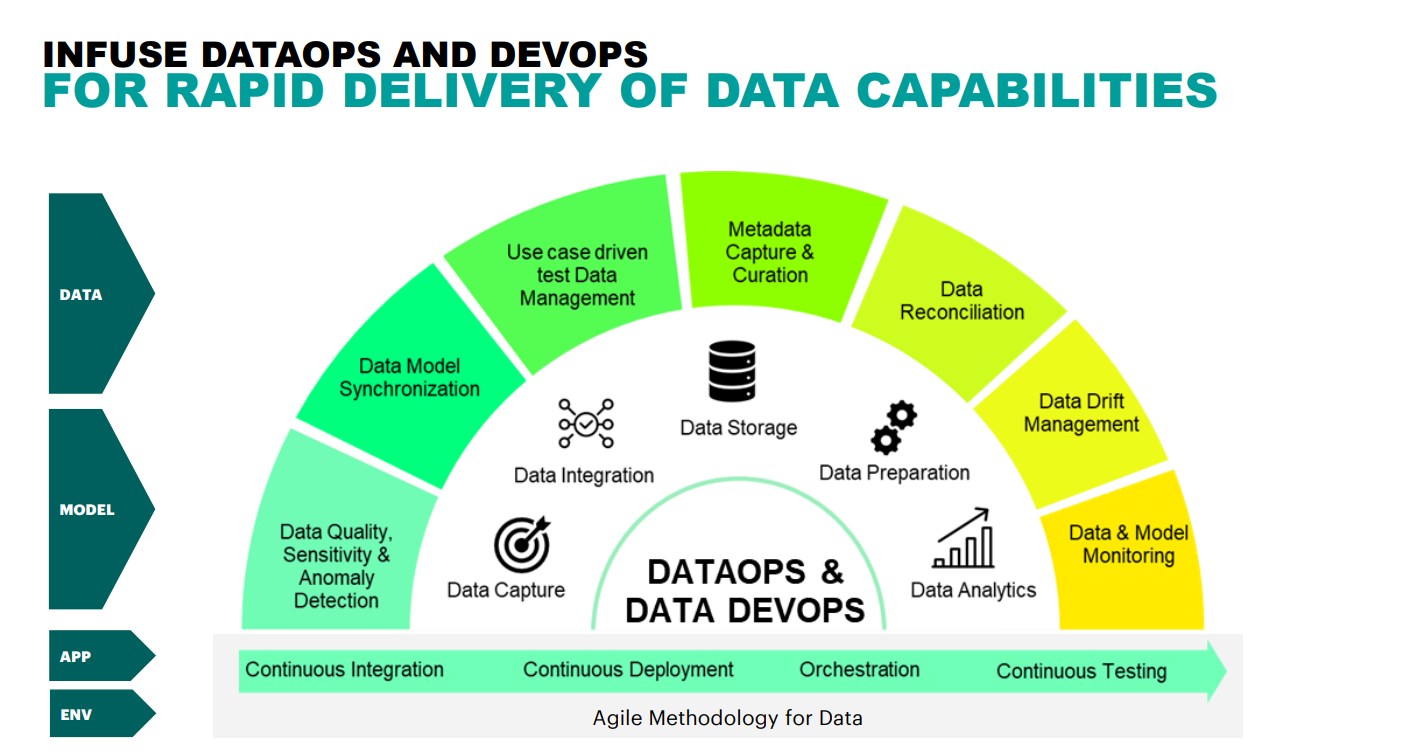 INFUSE DATAOPS AND DEVOPS
FOR RAPID DELIVERY OF DATA CAPABILITIES
DATA
MODEL
APP
ENV
Data Quality,
Sensitivity &
Anomaly
Detection
Data Model
Synchronization
Use case driven
test Data
Management
Metadata
Capture &
Curation
Data
Reconciliation
Data Drift
Management
Data & Model
Monitoring
Data Capture
Data Integration
Data Storage
Data Preparation
Data Analytics
DATAOPS &
DATA DEVOPS
Continuous Integration
Continuous Deployment
Orchestration
Continuous Testing
Agile Methodology for Data